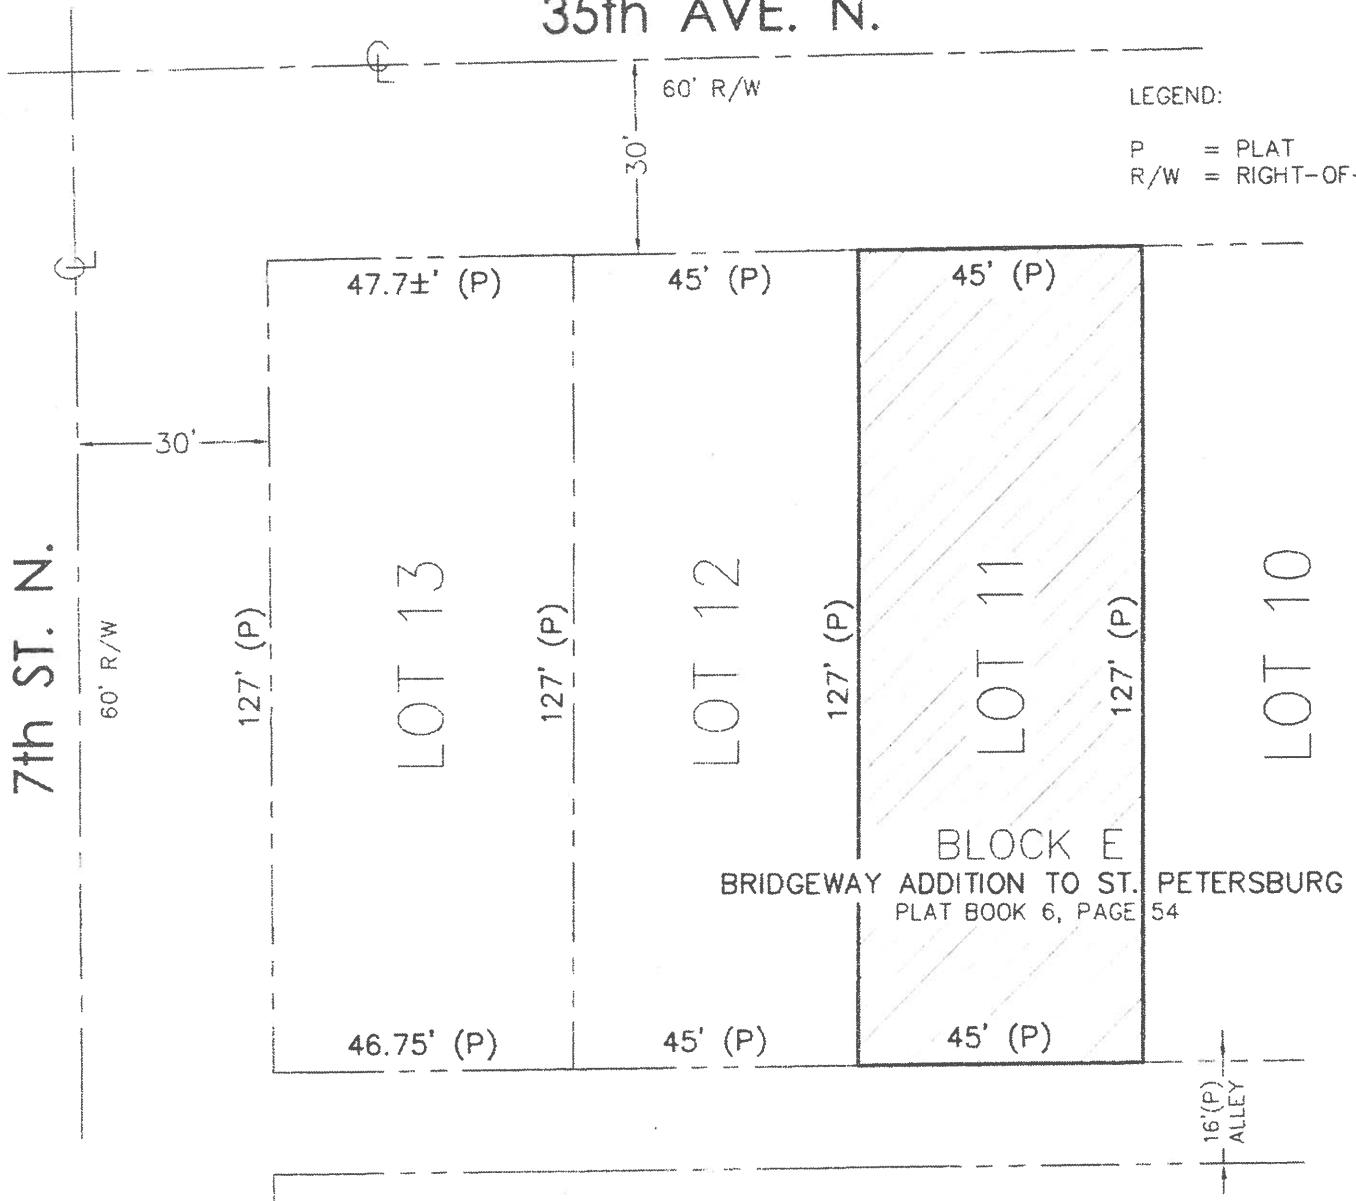 35th AVE. N.
60' R/W
30'
LEGEND:
P = PLAT
R/W = RIGHT-OF-
47.7±' (P)
45' (P)
45' (P)
30'
7th ST. N.
60' R/W
127' (P)
LOT 13
127' (P)
LOT 12
127' (P)
LOT 11
127' (P)
LOT 10
BLOCK E
BRIDGEWAY ADDITION TO ST. PETERSBURG
PLAT BOOK 6, PAGE 54
46.75' (P)
45' (P)
45' (P)
16'(P)
ALLEY